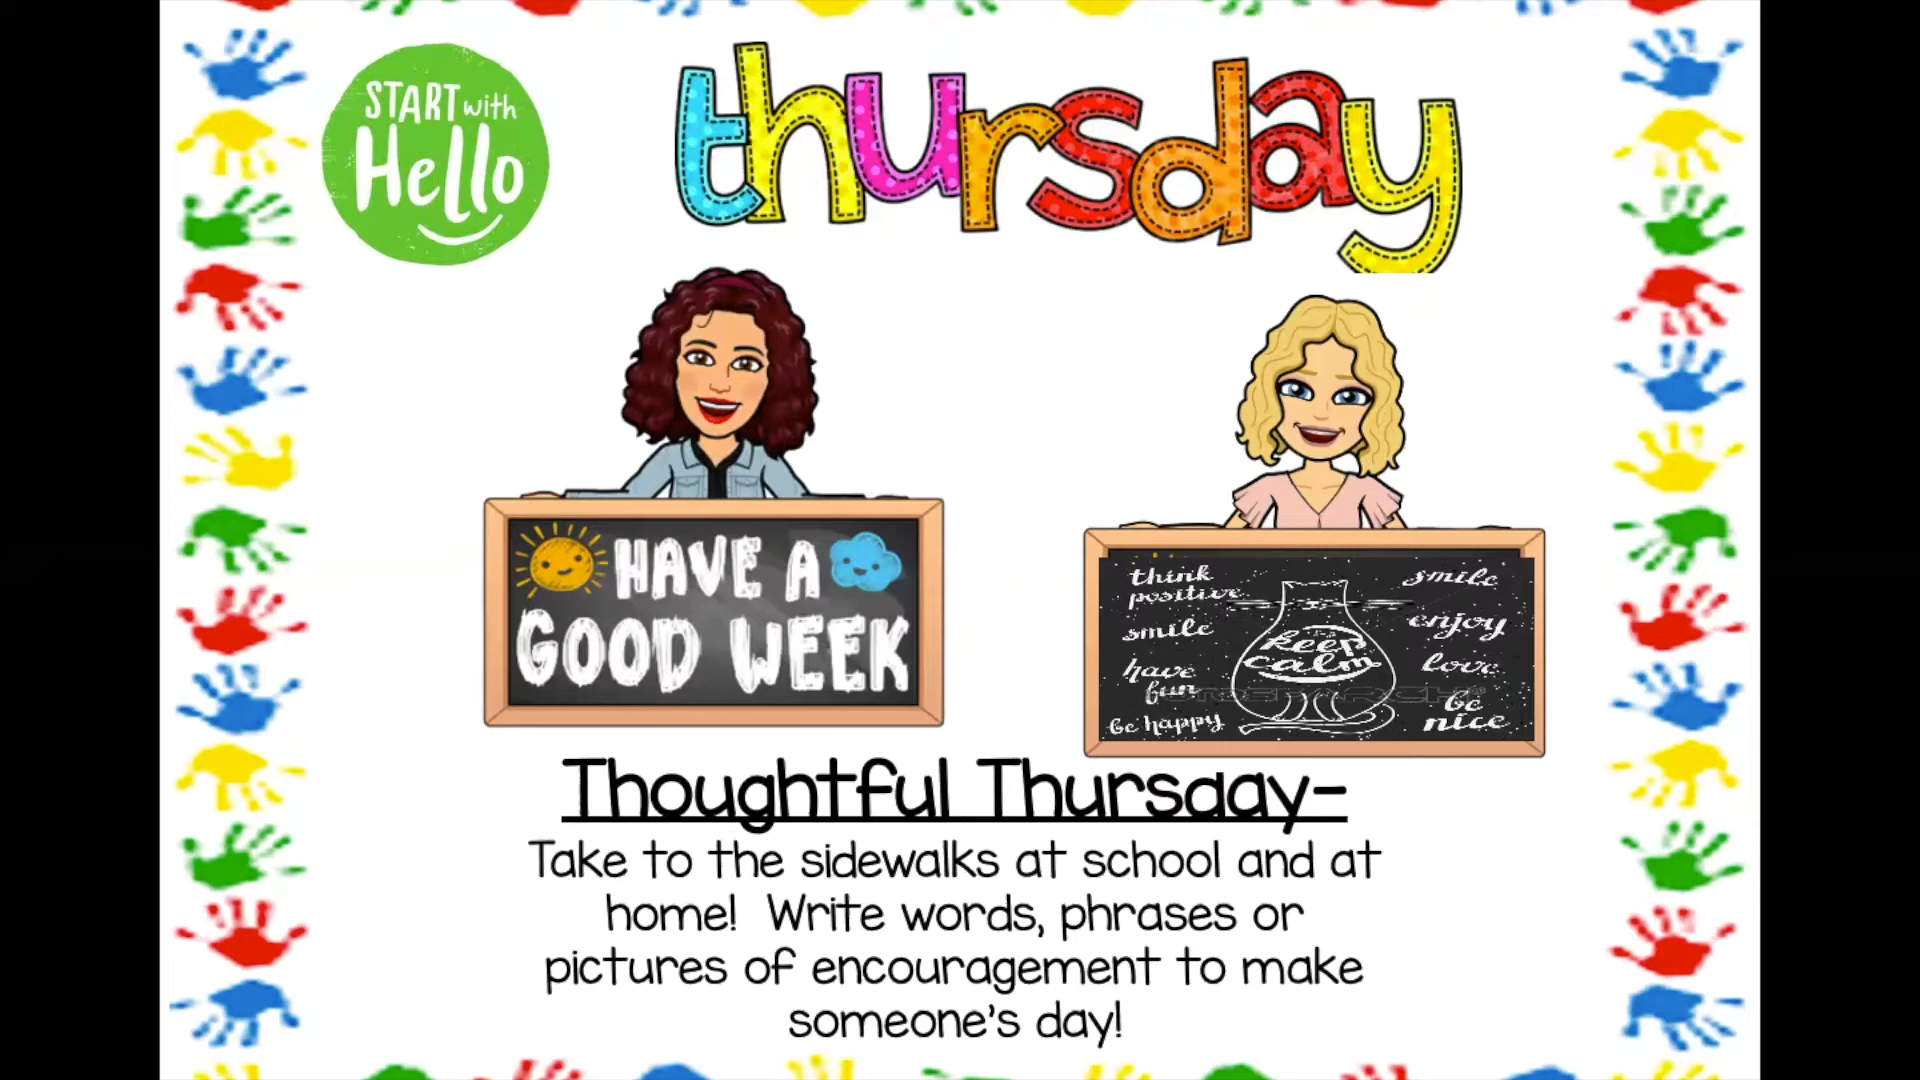 START with
Hello
thursday
HAVE A
GOOD WEEK
think
positive
smile
have
fun
be happy
keep
calm
smile
enjoy
love
be
nice
Thoughtful Thursday-
Take to the sidewalks at school and at
home! Write words, phrases or
pictures of encouragement to make
someone's day!